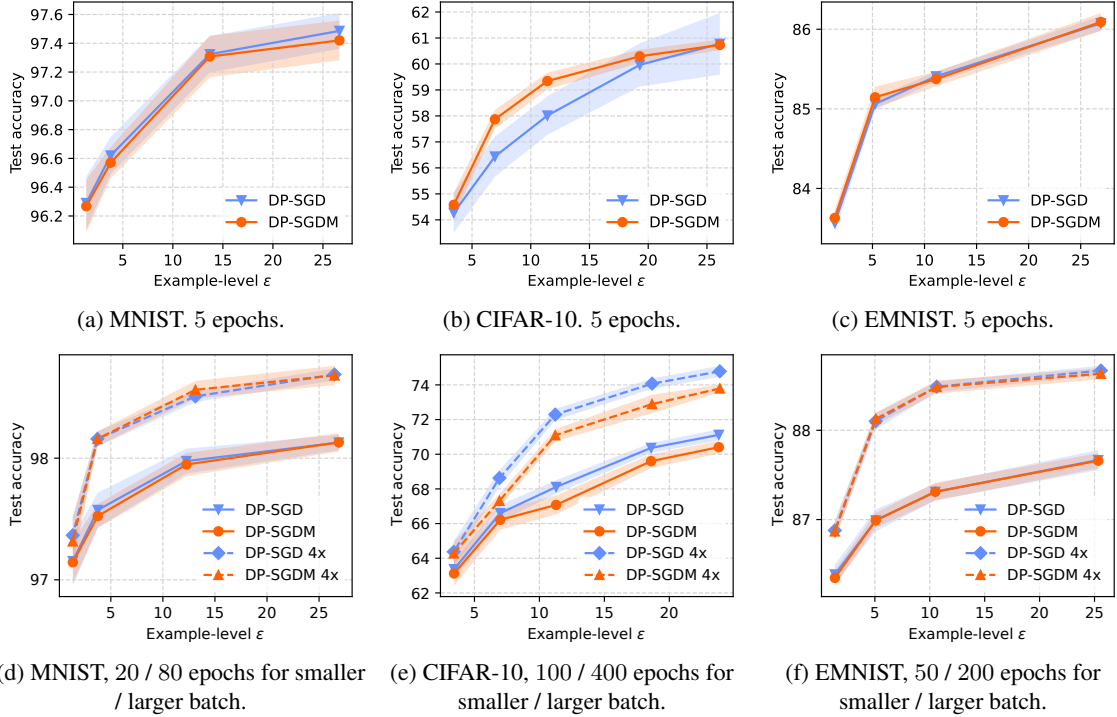 97.6
97.4
97.2
97.0
96.8
96.6
96.4
96.2
Test accuracy
DP-SGD
DP-SGDM
5 10 15 20 25
Example-level ε
(a) MNIST. 5 epochs.
62
61
60
59
58
57
56
55
54
Test accuracy
DP-SGD
DP-SGDM
5 10 15 20 25
Example-level ε
(b) CIFAR-10. 5 epochs.
86
85
84
Test accuracy
DP-SGD
DP-SGDM
5 10 15 20 25
Example-level ε
(c) EMNIST. 5 epochs.
98
97
Test accuracy
DP-SGD
DP-SGDM
DP-SGD 4x
DP-SGDM 4x
5 10 15 20 25
Example-level ε
(d) MNIST, 20 / 80 epochs for smaller
/ larger batch.
74
72
70
68
66
64
62
Test accuracy
DP-SGD
DP-SGDM
DP-SGD 4x
DP-SGDM 4x
5 10 15 20
Example-level ε
(e) CIFAR-10, 100 / 400 epochs for
smaller / larger batch.
88
87
Test accuracy
DP-SGD
DP-SGDM
DP-SGD 4x
DP-SGDM 4x
5 10 15 20 25
Example-level ε
(f) EMNIST, 50 / 200 epochs for
smaller / larger batch.